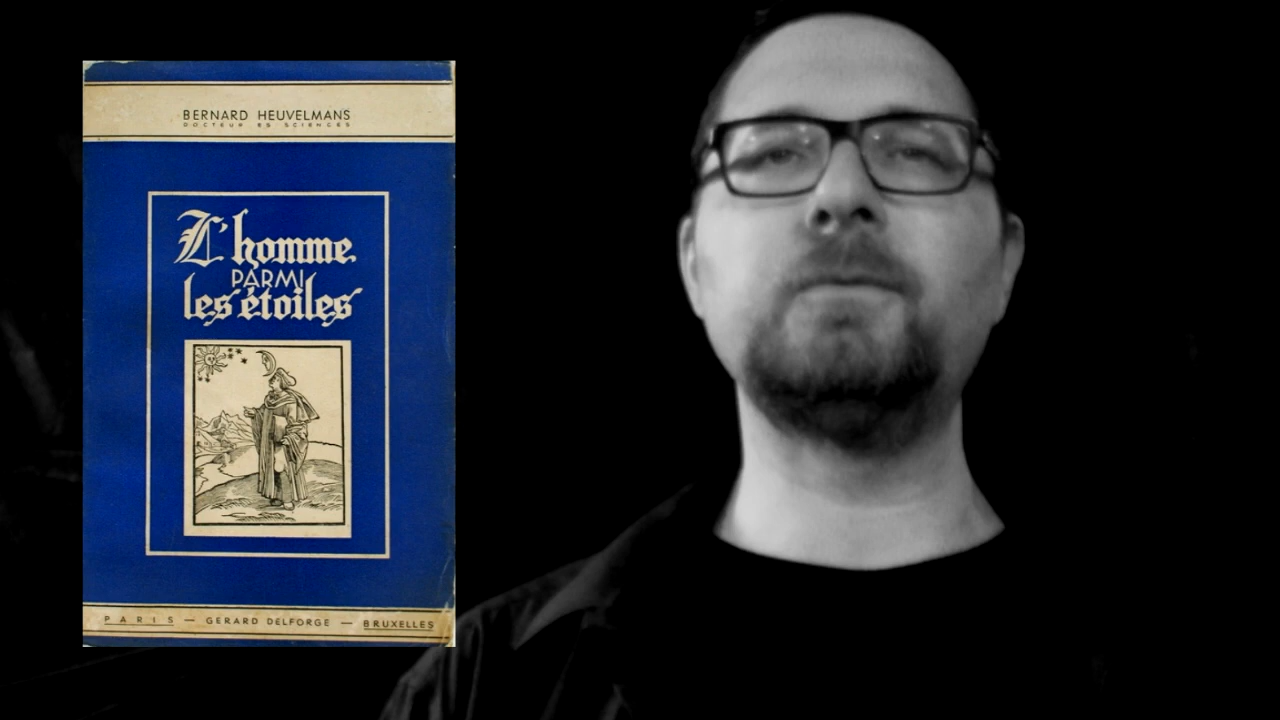 BERNARD HEUVELMANS
DOCTEUR ES SCIENCES
L'homme
PARMI
les étoiles
PARIS — GERARD DELFORGE — BRUXELLES